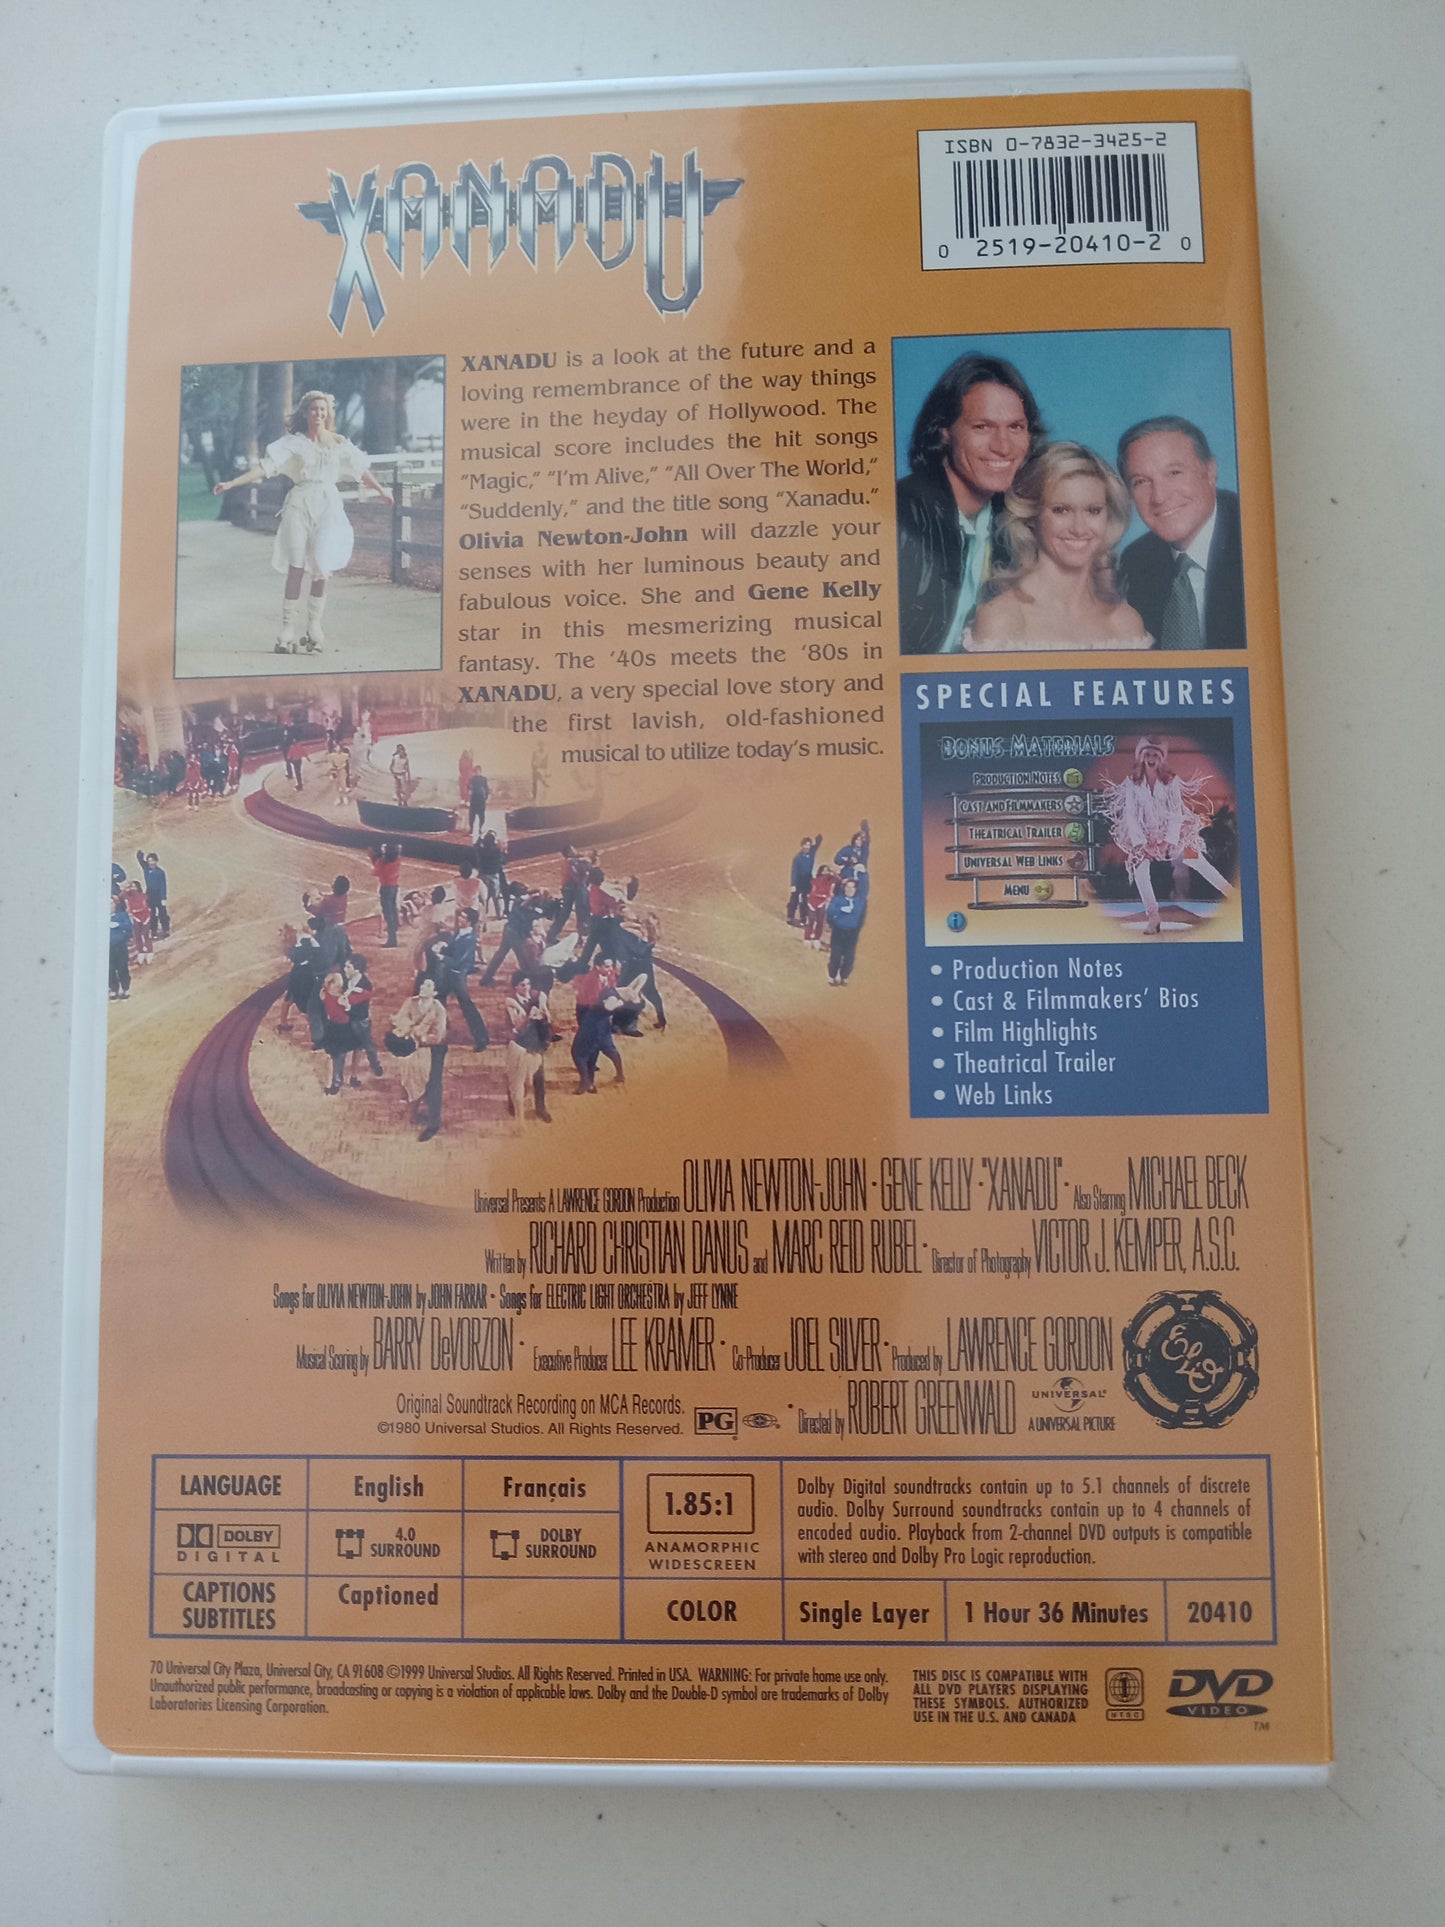 XANADU
ISBN 0-7832-3425-2
0 2519-20410-2 0
XANADU is a look at the future and a
loving remembrance of the way things
were in the heyday of Hollywood. The
musical score includes the hit songs
"Magic," "I'm Alive," "All Over The World,"
"Suddenly," and the title song "Xanadu."
Olivia Newton-John will dazzle your
senses with her luminous beauty and
fabulous voice. She and Gene Kelly
star in this mesmerizing musical
fantasy. The '40s meets the '80s in
XANADU, a very special love story and
the first lavish, old-fashioned
musical to utilize today's music.
SPECIAL FEATURES
BONUS MATERIALS
PRODUCTION NOTES
CAST AND FILMMAKERS
THEATRICAL TRAILER
UNIVERSAL WEB LINKS
MENU
i
• Production Notes
• Cast & Filmmakers' Bios
• Film Highlights
• Theatrical Trailer
• Web Links
Universal Presents A LAWRENCE GORDON Production OLIVIA NEWTON-JOHN · GENE KELLY · "XANADU" · Also Starring MICHAEL BECK
Written by RICHARD CHRISTIAN DANUS and MARC REID RUBEL · Director of Photography VICTOR J. KEMPER, A.S.C.
Songs for OLIVIA NEWTON-JOHN by JOHN FARRAR · Songs for ELECTRIC LIGHT ORCHESTRA by JEFF LYNNE
Musical Scoring by BARRY DeVORZON · Executive Producer LEE KRAMER · Co-Producer JOEL SILVER · Produced by LAWRENCE GORDON
ELO
Original Soundtrack Recording on MCA Records.
©1980 Universal Studios. All Rights Reserved. PG · Directed by ROBERT GREENWALD
UNIVERSAL
A UNIVERSAL PICTURE
LANGUAGE English Français
DOLBY DIGITAL 4.0 SURROUND DOLBY SURROUND
CAPTIONS SUBTITLES Captioned
1.85:1
ANAMORPHIC
WIDESCREEN
COLOR
Dolby Digital soundtracks contain up to 5.1 channels of discrete
audio. Dolby Surround soundtracks contain up to 4 channels of
encoded audio. Playback from 2-channel DVD outputs is compatible
with stereo and Dolby Pro Logic reproduction.
Single Layer 1 Hour 36 Minutes 20410
70 Universal City Plaza, Universal City, CA 91608 ©1999 Universal Studios. All Rights Reserved. Printed in USA. WARNING: For private home use only.
Unauthorized public performance, broadcasting or copying is a violation of applicable laws. Dolby and the Double-D symbol are trademarks of Dolby
Laboratories Licensing Corporation.
THIS DISC IS COMPATIBLE WITH
ALL DVD PLAYERS DISPLAYING
THESE SYMBOLS. AUTHORIZED
USE IN THE U.S. AND CANADA
1
NTSC
DVD
VIDEO
TM